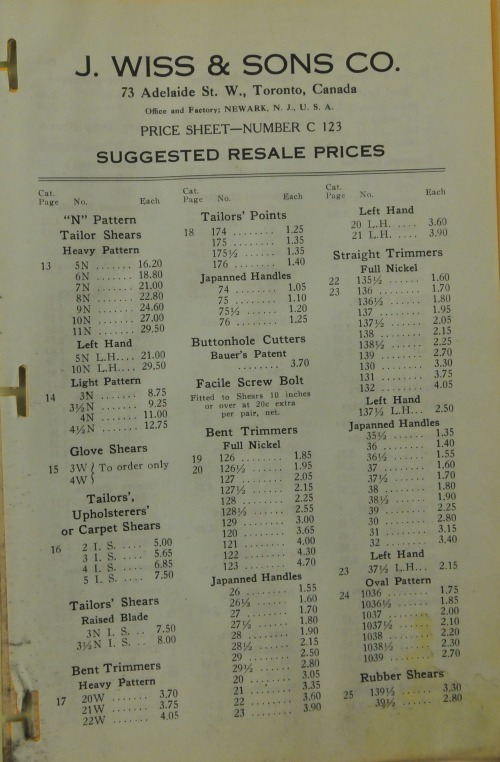 J. WISS & SONS CO.
73 Adelaide St. W., Toronto, Canada
Office and Factory; NEWARK, N. J., U. S. A.
PRICE SHEET—NUMBER C 123
SUGGESTED RESALE PRICES
Cat. Page No. Each
"N" Pattern
Tailor Shears
Heavy Pattern
13 5N ....... 16.20
6N ....... 18.80
7N ....... 21.00
8N ....... 22.80
9N ....... 24.60
10N ....... 27.00
11N ....... 29.50
Left Hand
5N L.H.... 21.00
10N L.H.... 29.50
Light Pattern
14 3N ....... 8.75
3½N ....... 9.25
4N ....... 11.00
4½N ....... 12.75
Glove Shears
15 3W } To order only
4W }
Tailors',
Upholsterers'
or Carpet Shears
16 2 I. S. .... 5.00
3 I. S. .... 5.65
4 I. S. .... 6.85
5 I. S. .... 7.50
Tailors' Shears
Raised Blade
3N I. S. .. 7.50
3½N I. S. .. 8.00
Bent Trimmers
Heavy Pattern
17 20W ....... 3.70
21W ....... 3.75
22W ....... 4.05
Cat. Page No. Each
Tailors' Points
18 174 ........ 1.25
175 ........ 1.35
175½ ....... 1.35
176 ........ 1.40
Japanned Handles
74 ........ 1.05
75 ........ 1.10
75½ ....... 1.20
76 ........ 1.25
Buttonhole Cutters
Bauer's Patent
........ 3.70
Facile Screw Bolt
Fitted to Shears 10 inches
or over at 20c extra
per pair, net.
Bent Trimmers
Full Nickel
19 126 ........ 1.85
20 126½ ...... 1.95
127 ........ 2.05
127½ ...... 2.15
128 ........ 2.25
128½ ...... 2.55
129 ........ 3.00
120 ........ 3.65
121 ........ 4.00
122 ........ 4.30
123 ........ 4.70
Japanned Handles
26 ........ 1.55
26½ ...... 1.60
27 ........ 1.70
27½ ...... 1.80
28 ........ 1.90
28½ ...... 2.15
29 ........ 2.50
29½ ...... 2.80
20 ........ 3.05
21 ........ 3.35
22 ........ 3.60
23 ........ 3.90
Cat. Page No. Each
Left Hand
20 L.H. .... 3.60
21 L.H. .... 3.90
Straight Trimmers
Full Nickel
22 135½ ...... 1.60
23 136 ........ 1.70
136½ ...... 1.80
137 ........ 1.95
137½ ...... 2.05
138 ........ 2.15
138½ ...... 2.25
139 ........ 2.70
130 ........ 3.30
131 ........ 3.75
132 ........ 4.05
Left Hand
137½ L.H... 2.50
Japanned Handles
35½ ...... 1.35
36 ........ 1.40
36½ ...... 1.55
37 ........ 1.60
37½ ...... 1.70
38 ........ 1.80
38½ ...... 1.90
39 ........ 2.25
30 ........ 2.80
31 ........ 3.15
32 ........ 3.40
Left Hand
23 37½ L.H... 2.15
Oval Pattern
24 1036 ....... 1.75
1036½ ...... 1.85
1037 ....... 2.00
1037½ ...... 2.10
1038 ....... 2.20
1038½ ...... 2.30
1039 ....... 2.70
Rubber Shears
25 139½ ...... 3.30
39½ ...... 2.80